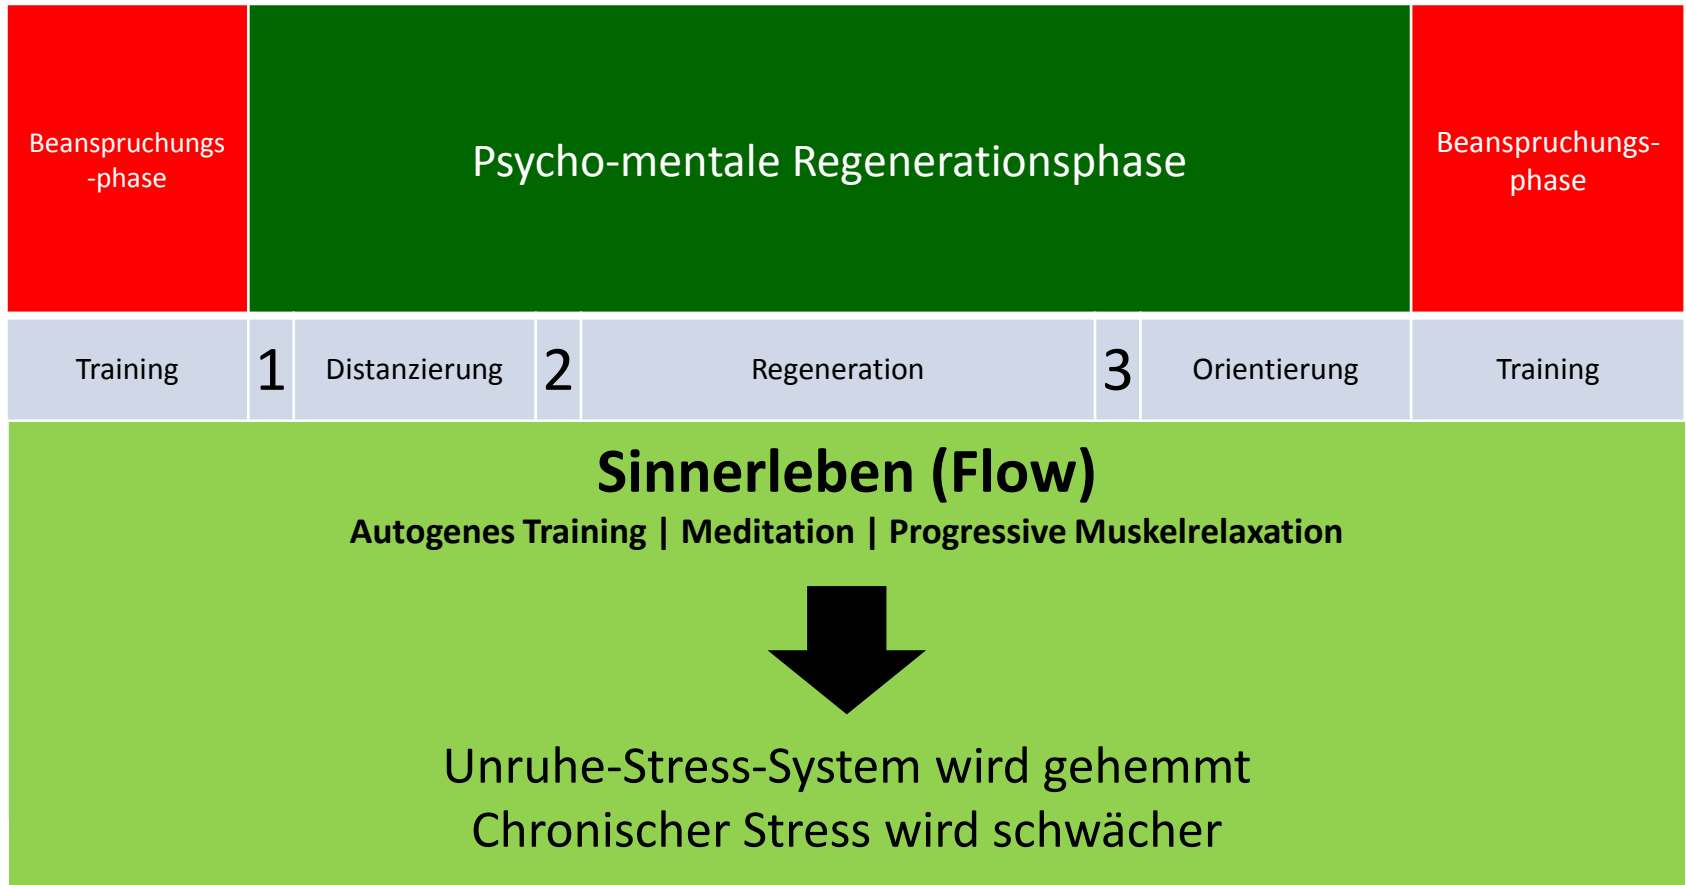 Beanspruchungs
-phase
Psycho-mentale Regenerationsphase
Beanspruchungs-
phase
Training
1
Distanzierung
2
Regeneration
3
Orientierung
Training
Sinnerleben (Flow)
Autogenes Training | Meditation | Progressive Muskelrelaxation
Unruhe-Stress-System wird gehemmt
Chronischer Stress wird schwächer